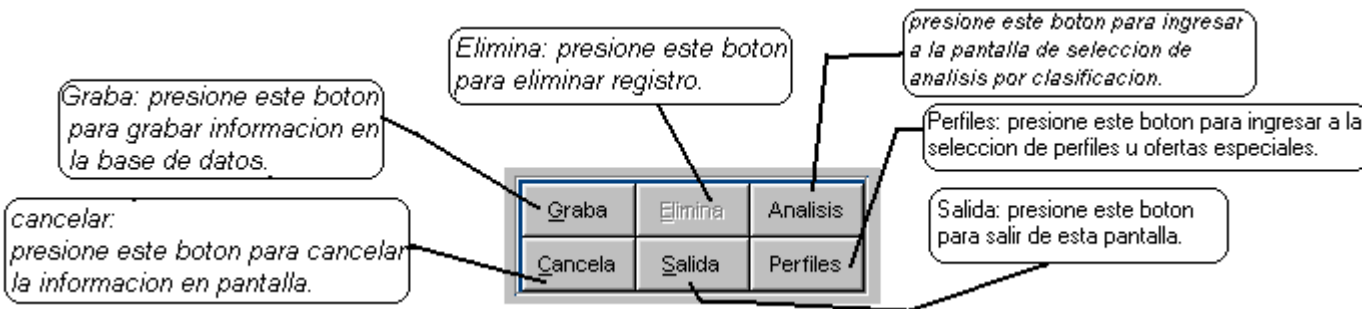 presione este boton para ingresar
a la pantalla de seleccion de
analisis por clasificacion.
Elimina: presione este boton
para eliminar registro.
Graba: presione este boton
para grabar informacion en
la base de datos.
Perfiles: presione este boton para ingresar a la
seleccion de perfiles u ofertas especiales.
cancelar:
presione este boton para cancelar
la informacion en pantalla.
Salida: presione este boton
para salir de esta pantalla.
Graba Elimina Analisis
Cancela Salida Perfiles